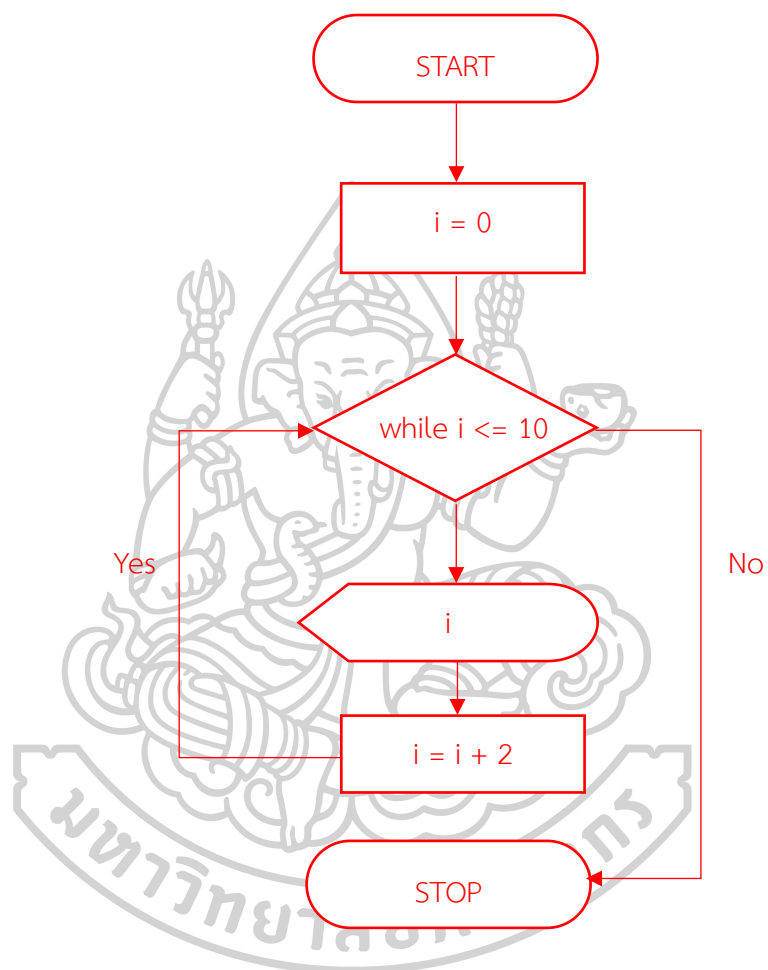 START
i = 0
while i <= 10
Yes
No
i
i = i + 2
STOP